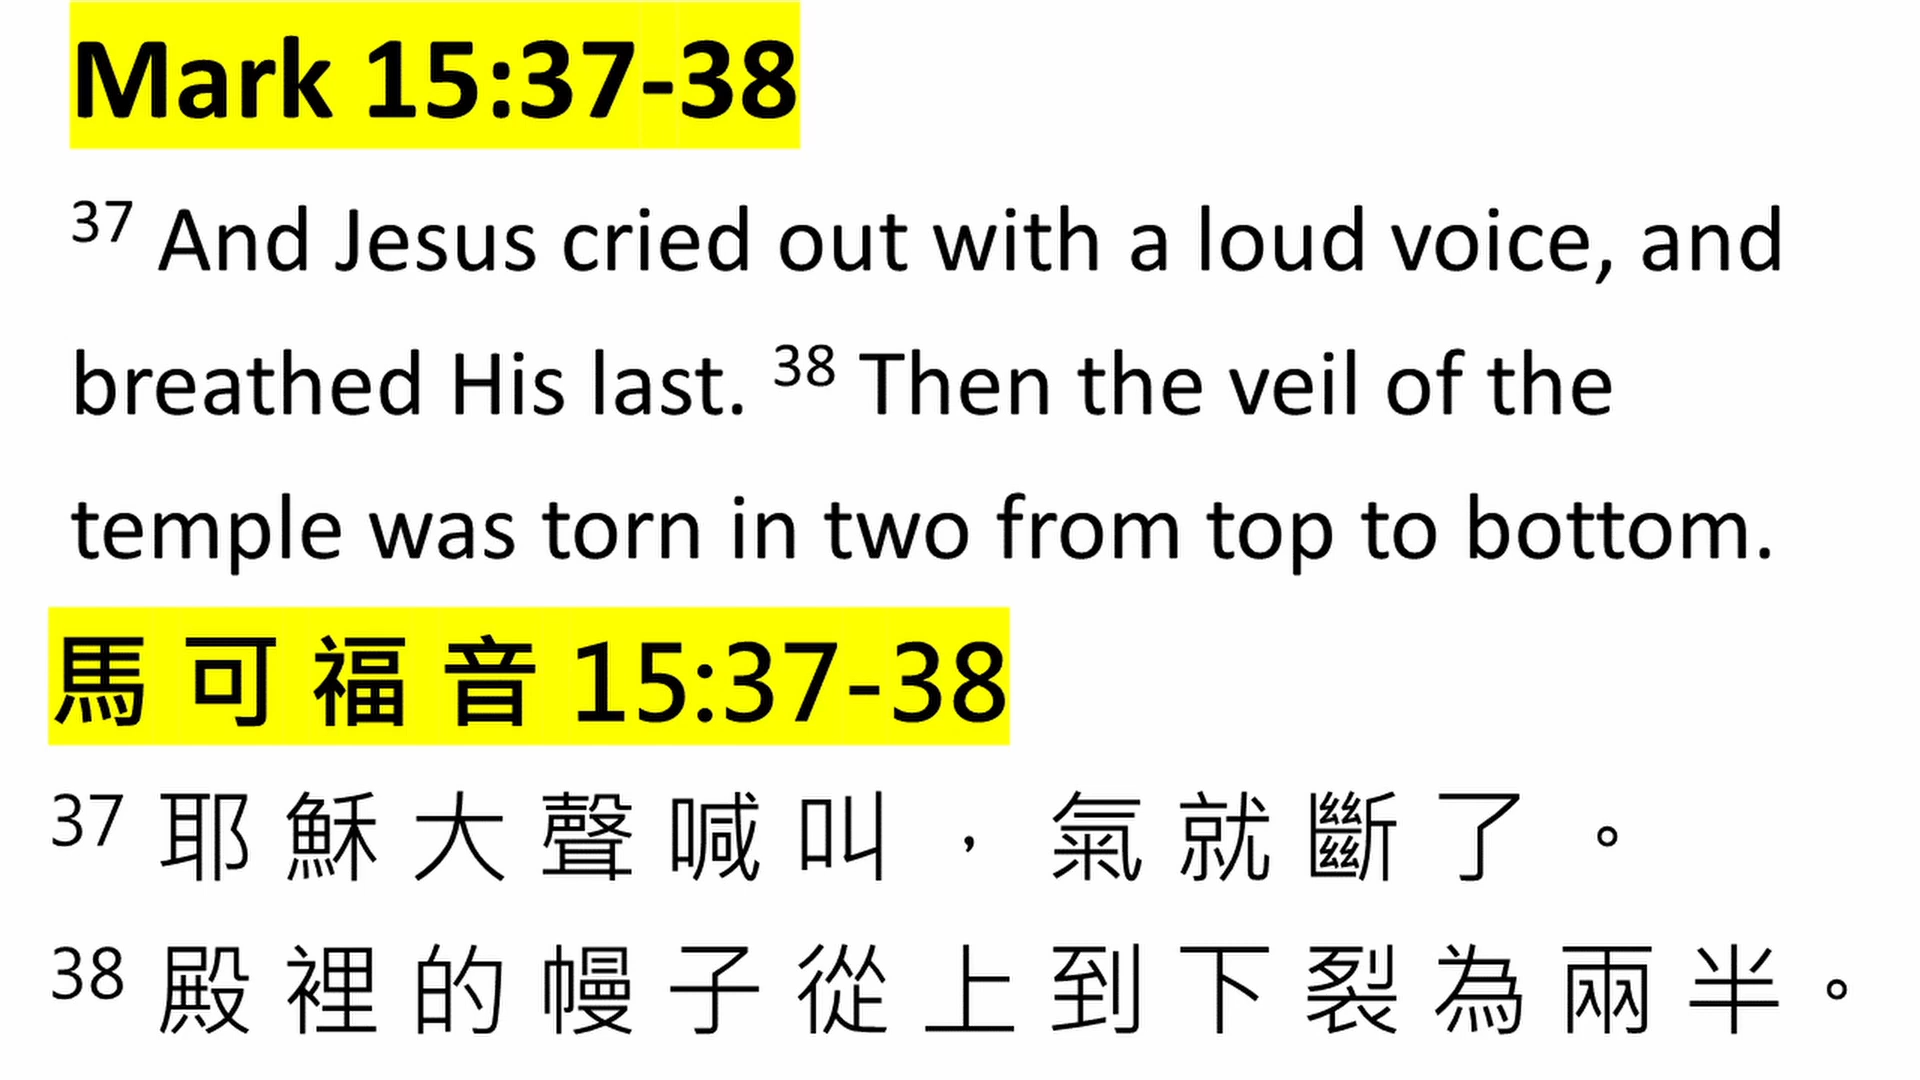 Mark 15:37-38
37 And Jesus cried out with a loud voice, and
breathed His last. 38 Then the veil of the
temple was torn in two from top to bottom.
馬可福音 15:37-38
37 耶穌大聲喊叫，氣就斷了。
38 殿裡的幔子從上到下裂為兩半。